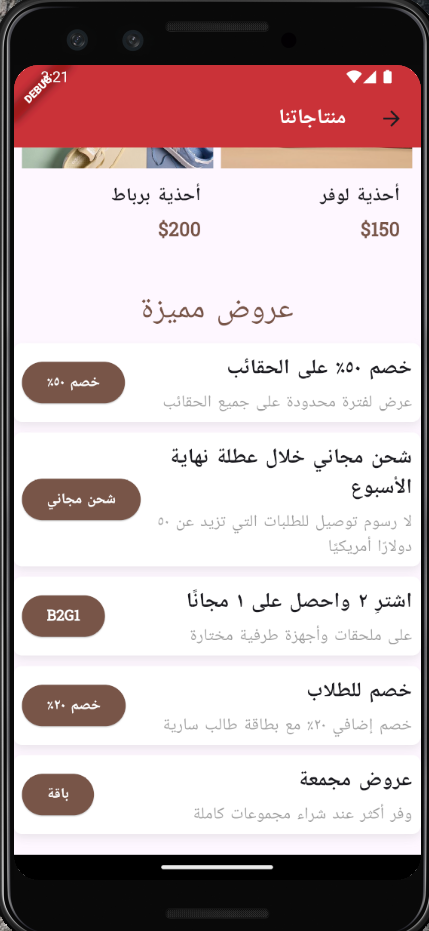 3:21
DEBUG
منتاجاتنا
أحذية لوفر
أحذية برباط
$150
$200
عروض مميزة
خصم ٥٠٪ على الحقائب
عرض لفترة محدودة على جميع الحقائب
خصم ٥٠٪
شحن مجاني خلال عطلة نهاية
الأسبوع
لا رسوم توصيل للطلبات التي تزيد عن ٥٠
دولارًا أمريكيًا
شحن مجاني
اشترِ ٢ واحصل على ١ مجانًا
على ملحقات وأجهزة طرفية مختارة
B2G1
خصم للطلاب
خصم إضافي ٢٠٪ مع بطاقة طالب سارية
خصم ٢٠٪
عروض مجمعة
وفر أكثر عند شراء مجموعات كاملة
باقة